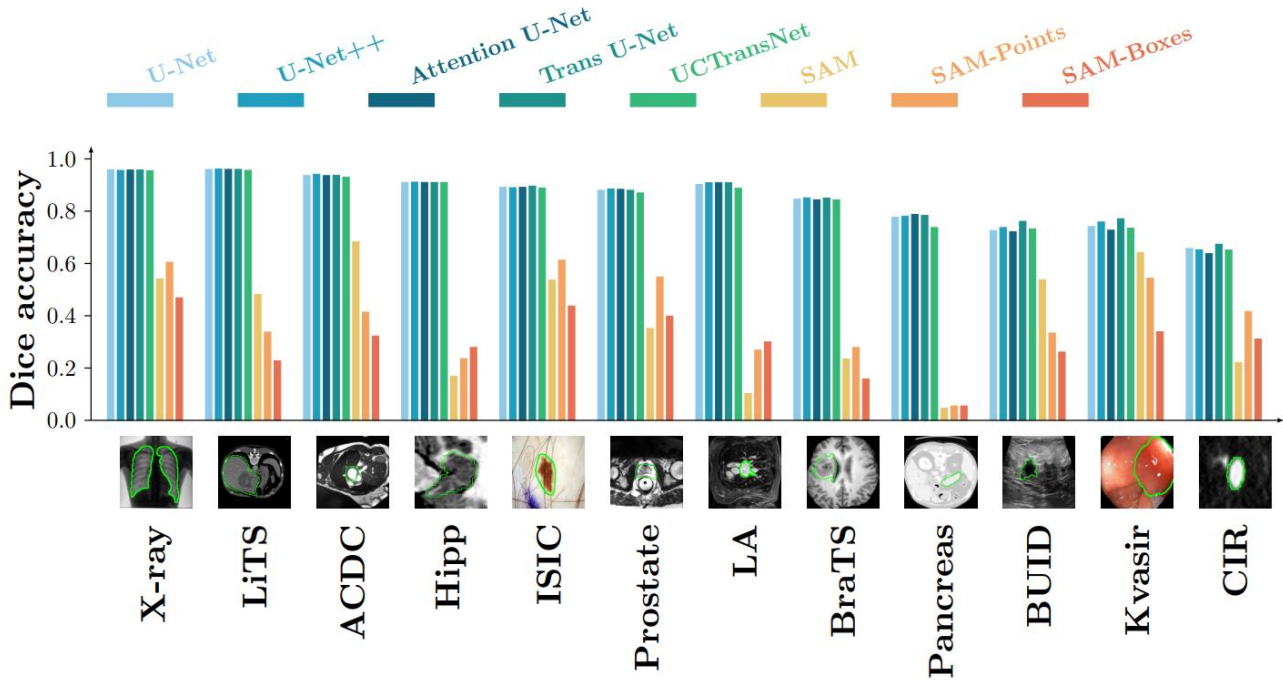 U-Net
U-Net++
Attention U-Net
Trans U-Net
UCTransNet
SAM
SAM-Points
SAM-Boxes
Dice accuracy
1.0
0.8
0.6
0.4
0.2
0.0
X-ray
LiTS
ACDC
Hipp
ISIC
Prostate
LA
BraTS
Pancreas
BUID
Kvasir
CIR